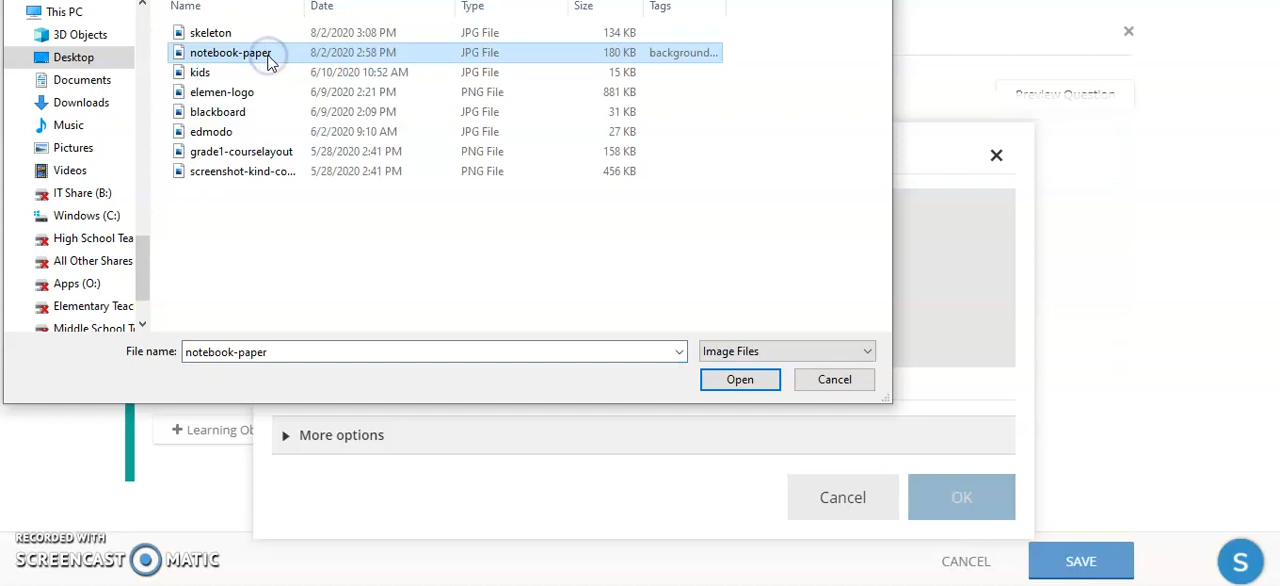 Name Date Type Size Tags
This PC
3D Objects
Desktop
Documents
Downloads
Music
Pictures
Videos
IT Share (B:)
Windows (C:)
High School Tea
All Other Shares
Apps (O:)
Elementary Teac
Middle School T
skeleton 8/2/2020 3:08 PM JPG File 134 KB
notebook-paper 8/2/2020 2:58 PM JPG File 180 KB background...
kids 6/10/2020 10:52 AM JPG File 15 KB
elemen-logo 6/9/2020 2:21 PM PNG File 881 KB
blackboard 6/9/2020 2:09 PM JPG File 31 KB
edmodo 6/2/2020 9:10 AM JPG File 27 KB
grade1-courselayout 5/28/2020 2:41 PM PNG File 158 KB
screenshot-kind-co... 5/28/2020 2:41 PM PNG File 456 KB
File name: notebook-paper Image Files
Open Cancel
Preview Question
+ Learning Ob
More options
Cancel OK
RECORDED WITH
SCREENCAST MATIC
CANCEL SAVE
S